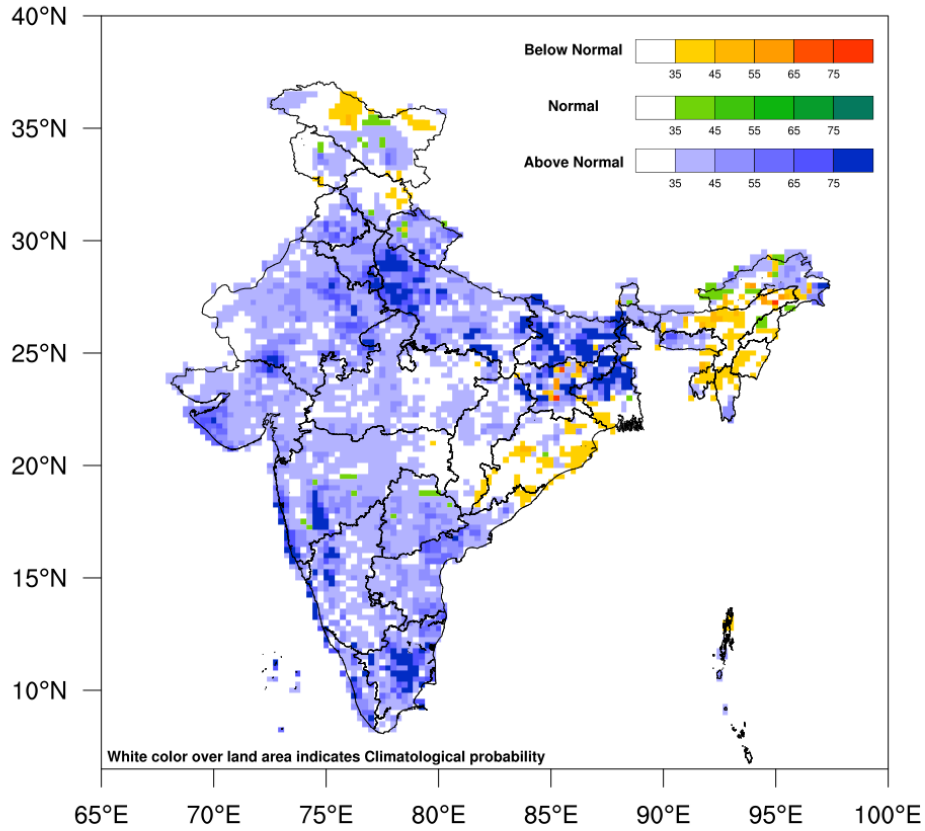 40°N
35°N
30°N
25°N
20°N
15°N
10°N
Below Normal
35 45 55 65 75
Normal
35 45 55 65 75
Above Normal
35 45 55 65 75
White color over land area indicates Climatological probability
65°E 70°E 75°E 80°E 85°E 90°E 95°E 100°E